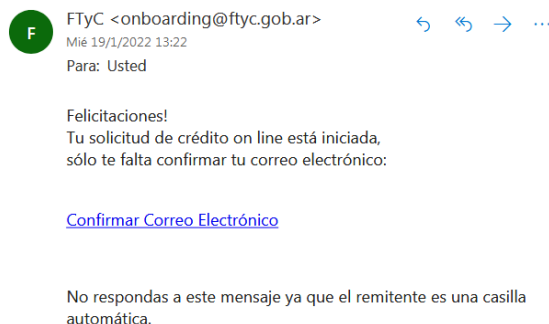 F
FTyC <onboarding@ftyc.gob.ar>
Mié 19/1/2022 13:22
Para: Usted
Felicitaciones!
Tu solicitud de crédito on line está iniciada,
sólo te falta confirmar tu correo electrónico:
Confirmar Correo Electrónico
No respondas a este mensaje ya que el remitente es una casilla
automática.